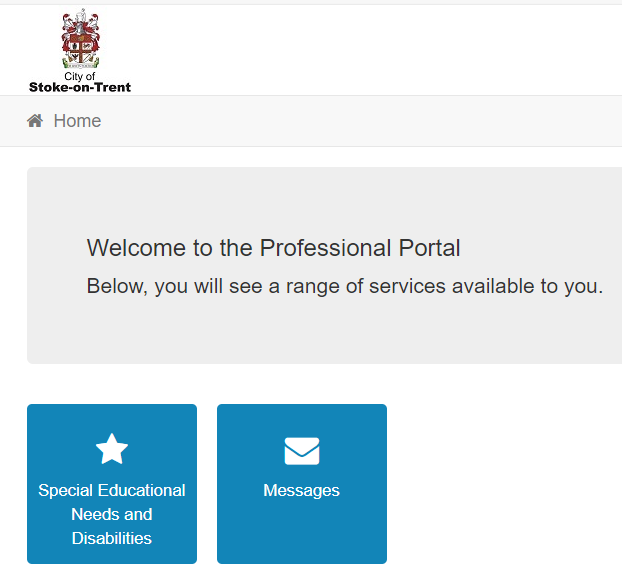 City of
Stoke-on-Trent
Home
Welcome to the Professional Portal
Below, you will see a range of services available to you.
Special Educational
Needs and
Disabilities
Messages